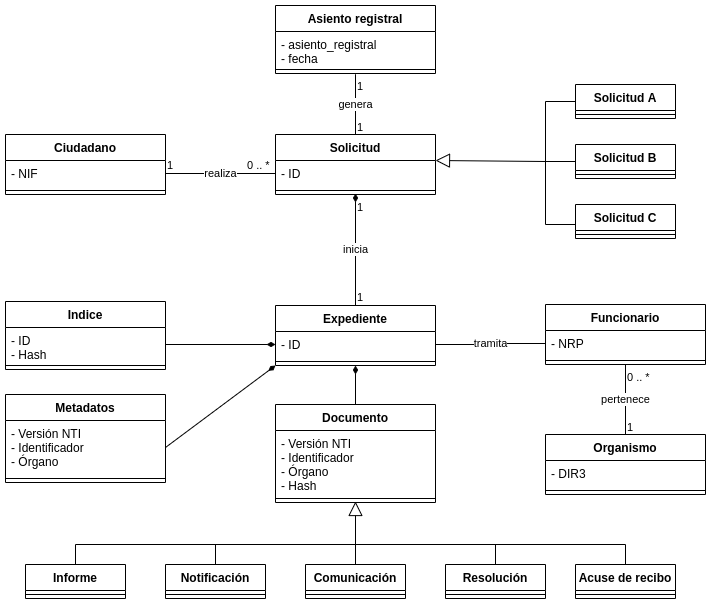 Asiento registral
- asiento_registral
- fecha
1
genera
1
Solicitud
- ID
Ciudadano
- NIF
1
realiza
0 .. *
Solicitud A
Solicitud B
Solicitud C
1
inicia
1
Indice
- ID
- Hash
Expediente
- ID
tramita
Funcionario
- NRP
0 .. *
pertenece
1
Metadatos
- Versión NTI
- Identificador
- Órgano
Documento
- Versión NTI
- Identificador
- Órgano
- Hash
Organismo
- DIR3
Informe
Notificación
Comunicación
Resolución
Acuse de recibo